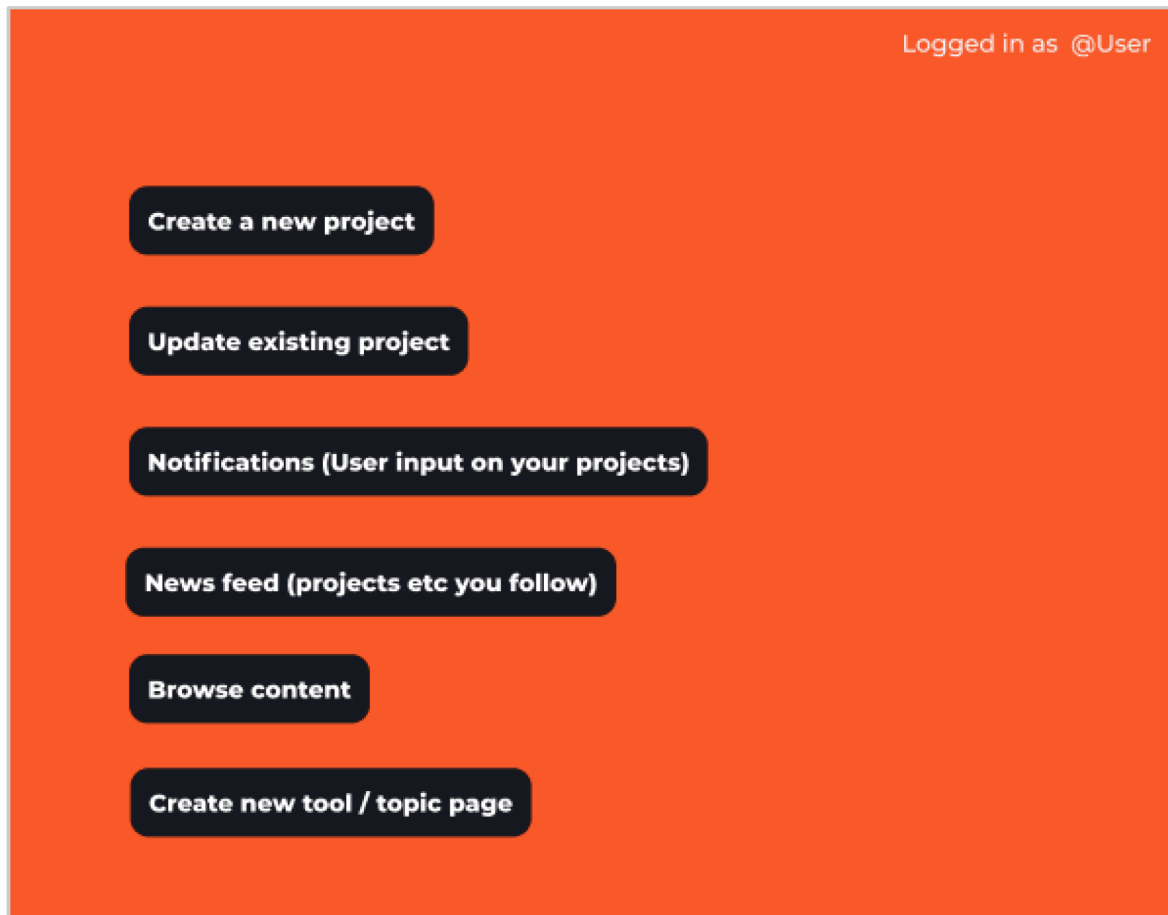 Logged in as @User
Create a new project
Update existing project
Notifications (User input on your projects)
News feed (projects etc you follow)
Browse content
Create new tool / topic page